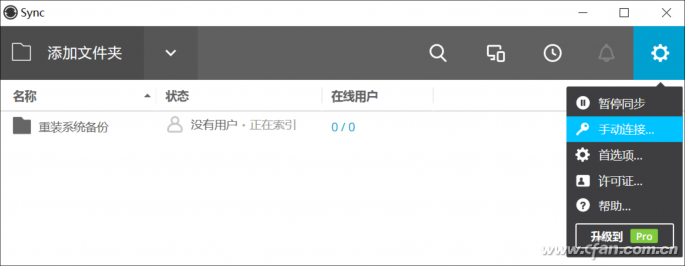 Sync
添加文件夹
名称 状态 在线用户
重装系统备份 没有用户・正在索引 0 / 0
暂停同步
手动连接...
首选项...
许可证...
帮助...
升级到 Pro
www.cfan.com.cn